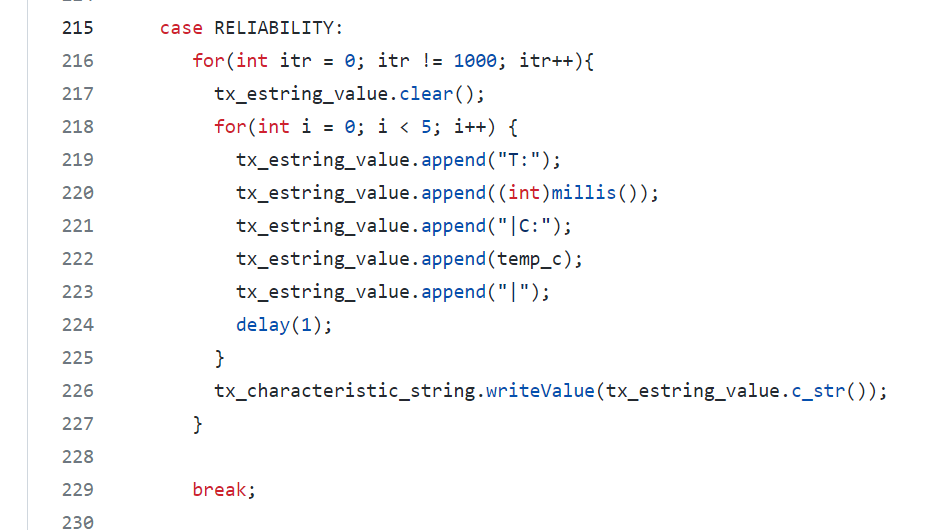 215 case RELIABILITY:
216 for(int itr = 0; itr != 1000; itr++){
217 tx_estring_value.clear();
218 for(int i = 0; i < 5; i++) {
219 tx_estring_value.append("T:");
220 tx_estring_value.append((int)millis());
221 tx_estring_value.append("|C:");
222 tx_estring_value.append(temp_c);
223 tx_estring_value.append("|");
224 delay(1);
225 }
226 tx_characteristic_string.writeValue(tx_estring_value.c_str());
227 }
228
229 break;
230